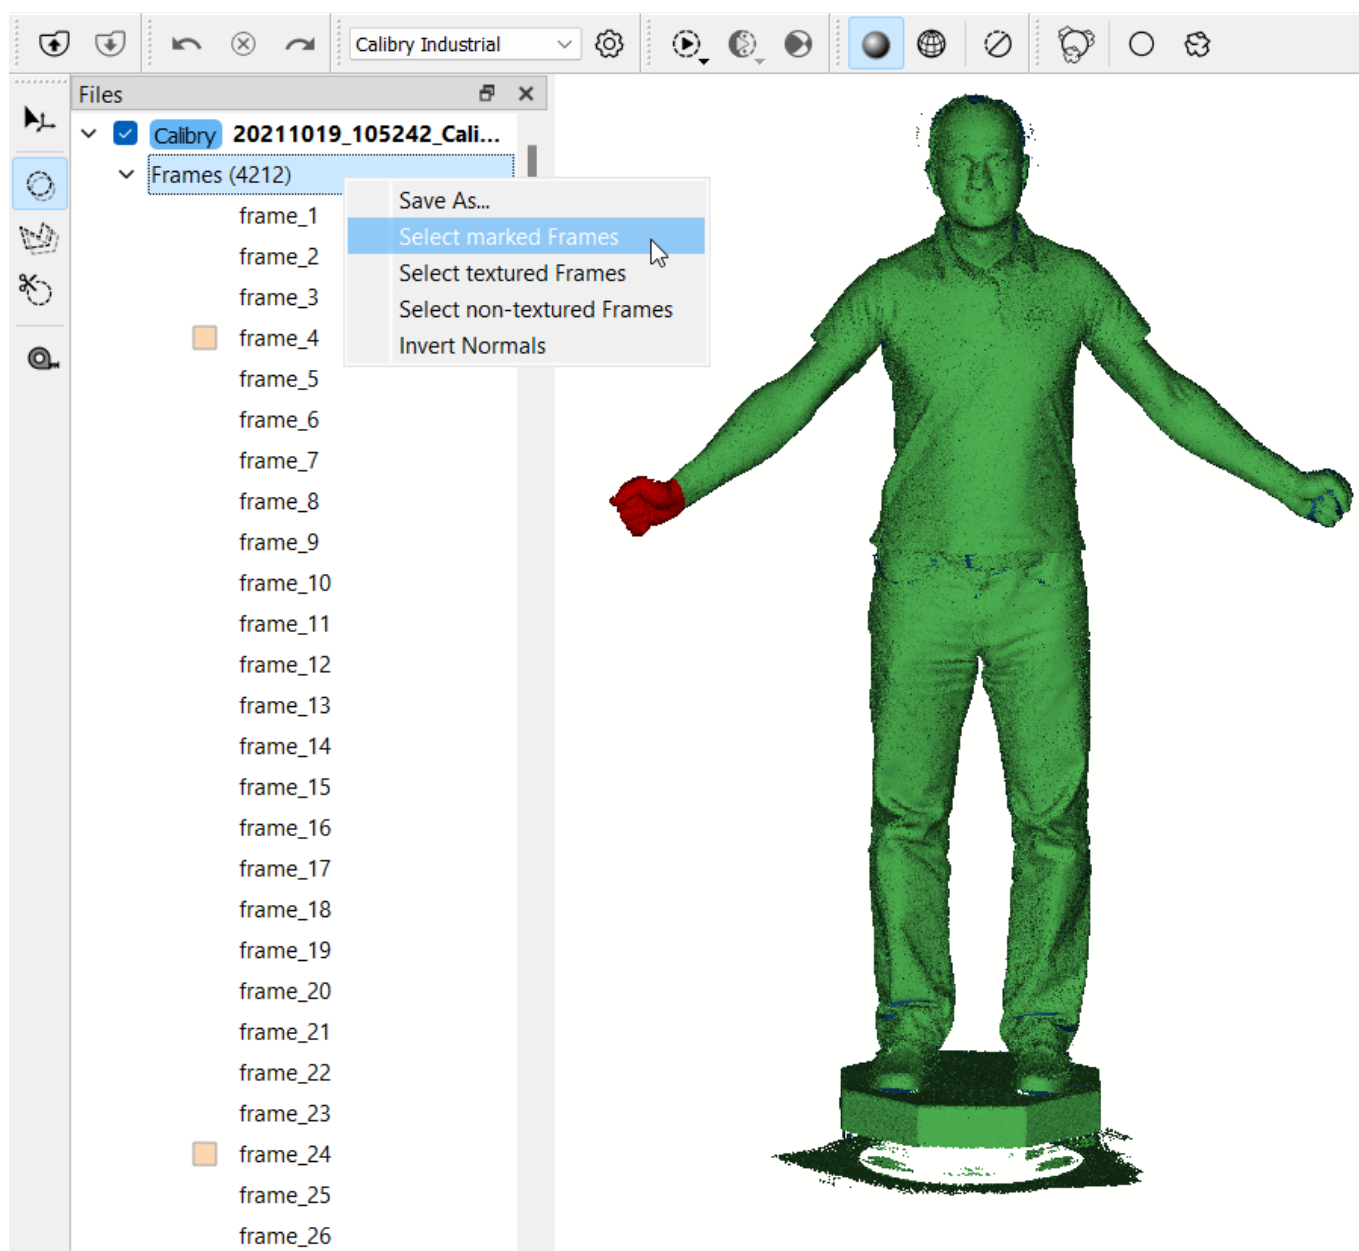 Calibry Industrial
Files
Calibry 20211019_105242_Cali...
Frames (4212)
Save As...
Select marked Frames
Select textured Frames
Select non-textured Frames
Invert Normals
frame_1
frame_2
frame_3
frame_4
frame_5
frame_6
frame_7
frame_8
frame_9
frame_10
frame_11
frame_12
frame_13
frame_14
frame_15
frame_16
frame_17
frame_18
frame_19
frame_20
frame_21
frame_22
frame_23
frame_24
frame_25
frame_26